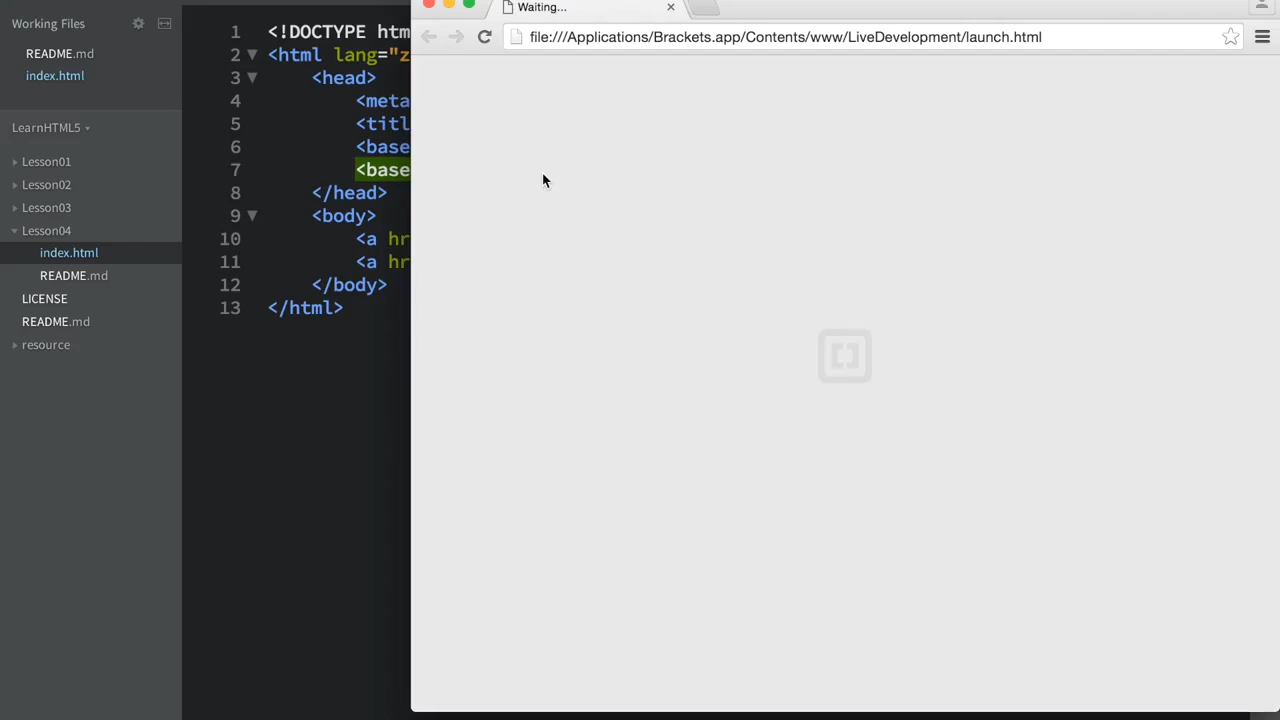 Working Files
README.md
index.html
LearnHTML5
Lesson01
Lesson02
Lesson03
Lesson04
index.html
README.md
LICENSE
README.md
resource
1 <!DOCTYPE htm
2 <html lang="z
3 <head>
4 <meta
5 <titl
6 <base
7 <base
8 </head>
9 <body>
10 <a hr
11 <a hr
12 </body>
13 </html>
Waiting...
file:///Applications/Brackets.app/Contents/www/LiveDevelopment/launch.html